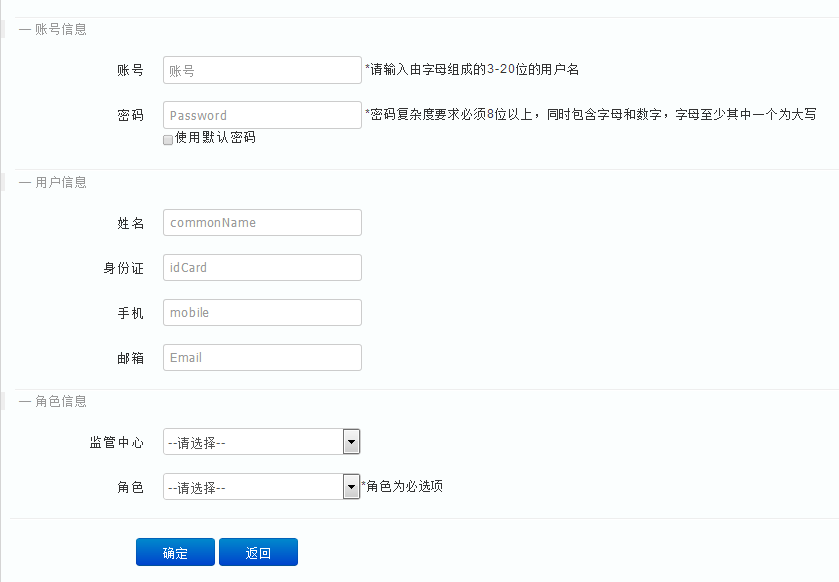 — 账号信息
账号 账号 *请输入由字母组成的3-20位的用户名
密码 Password *密码复杂度要求必须8位以上，同时包含字母和数字，字母至少其中一个为大写
使用默认密码
— 用户信息
姓名 commonName
身份证 idCard
手机 mobile
邮箱 Email
— 角色信息
监管中心 --请选择--
角色 --请选择-- *角色为必选项
确定 返回